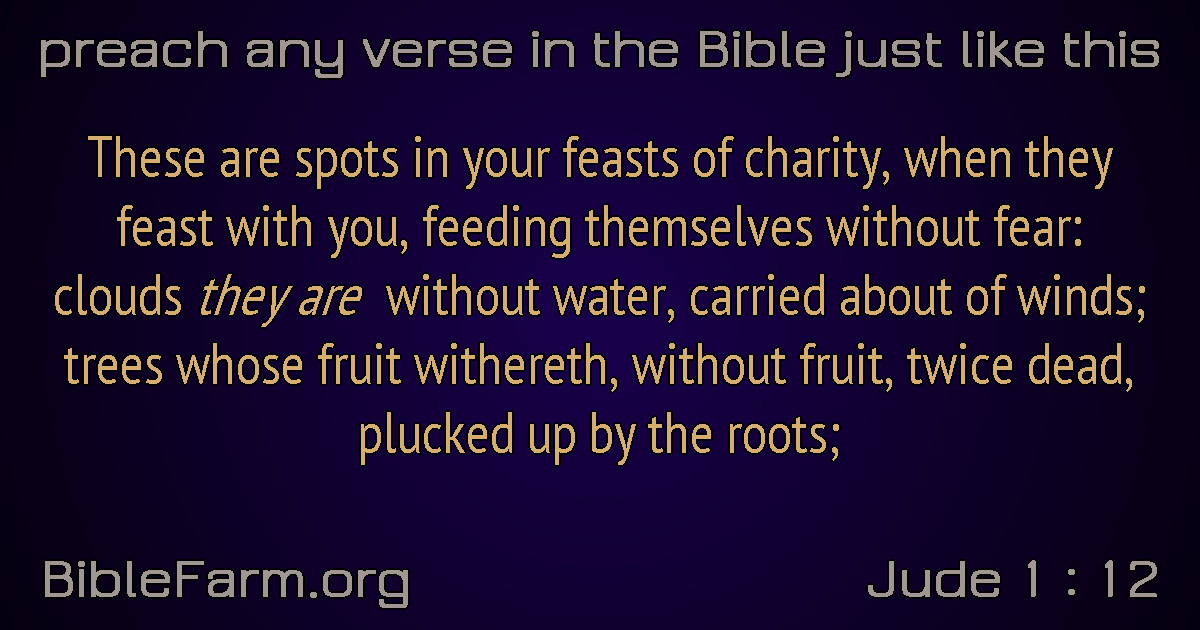 preach any verse in the Bible just like this
These are spots in your feasts of charity, when they
feast with you, feeding themselves without fear:
clouds they are without water, carried about of winds;
trees whose fruit withereth, without fruit, twice dead,
plucked up by the roots;
BibleFarm.org
Jude 1 : 12